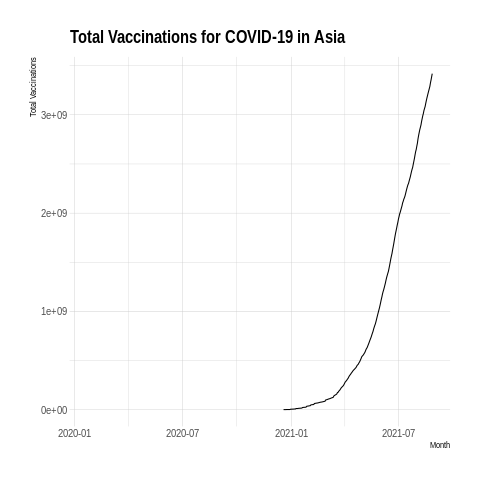 Total Vaccinations for COVID-19 in Asia
Total Vaccinations
3e+09
2e+09
1e+09
0e+00
2020-01 2020-07 2021-01 2021-07
Month